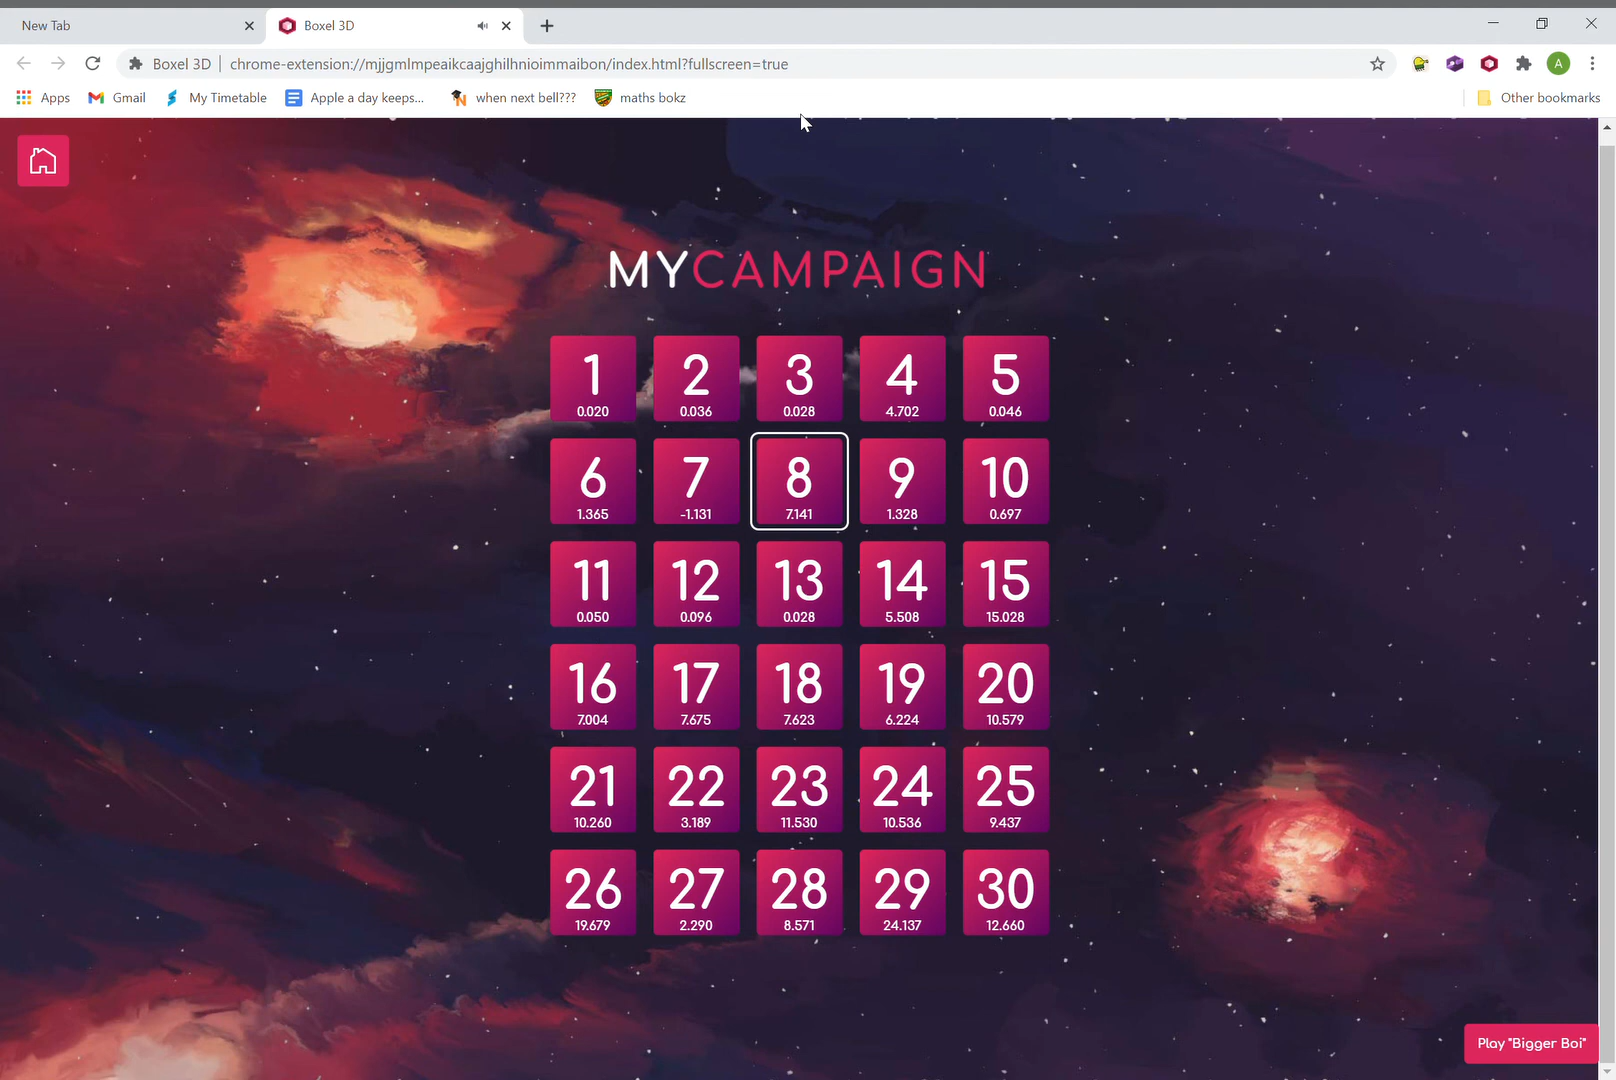 New Tab
Boxel 3D
Boxel 3D | chrome-extension://mjjgmlmpeaikcaajghilhnioimmaibon/index.html?fullscreen=true
A
Apps Gmail My Timetable Apple a day keeps... when next bell??? maths bokz Other bookmarks
MYCAMPAIGN
1 2 3 4 5
0.020 0.036 0.028 4.702 0.046
6 7 8 9 10
1.365 -1.131 7.141 1.328 0.697
11 12 13 14 15
0.050 0.096 0.028 5.508 15.028
16 17 18 19 20
7.004 7.675 7.623 6.224 10.579
21 22 23 24 25
10.260 3.189 11.530 10.536 9.437
26 27 28 29 30
19.679 2.290 8.571 24.137 12.660
Play "Bigger Boi"